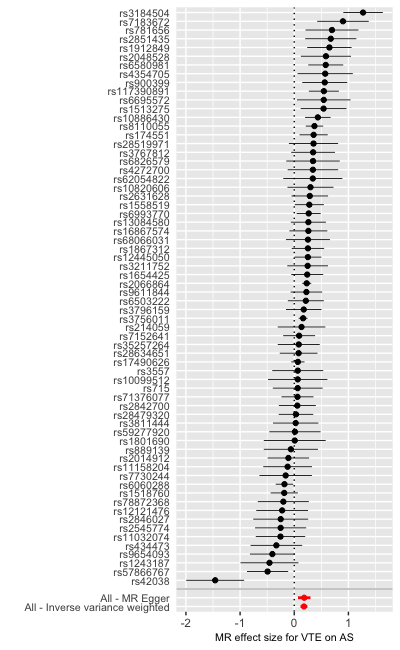 rs3184504
rs7183672
rs781656
rs2851435
rs1912849
rs2048528
rs6580981
rs4354705
rs900399
rs117390891
rs6695572
rs1513275
rs10886430
rs8110055
rs174551
rs28519971
rs3767812
rs6826579
rs4272700
rs62054822
rs10820606
rs2631628
rs1558519
rs6993770
rs13084580
rs16867574
rs68066031
rs1867312
rs12445050
rs3211752
rs1654425
rs2066864
rs9611844
rs6503222
rs3796159
rs3756011
rs214059
rs7152641
rs35257264
rs28634651
rs17490626
rs3557
rs10099512
rs715
rs71376077
rs2842700
rs28479320
rs3811444
rs59277920
rs1801690
rs889139
rs2014912
rs11158204
rs7730244
rs6060288
rs1518760
rs78872368
rs12121476
rs2846027
rs2545774
rs11032074
rs434473
rs9654093
rs1243187
rs57866767
rs42038
All - MR Egger
All - Inverse variance weighted
-2 -1 0 1
MR effect size for VTE on AS